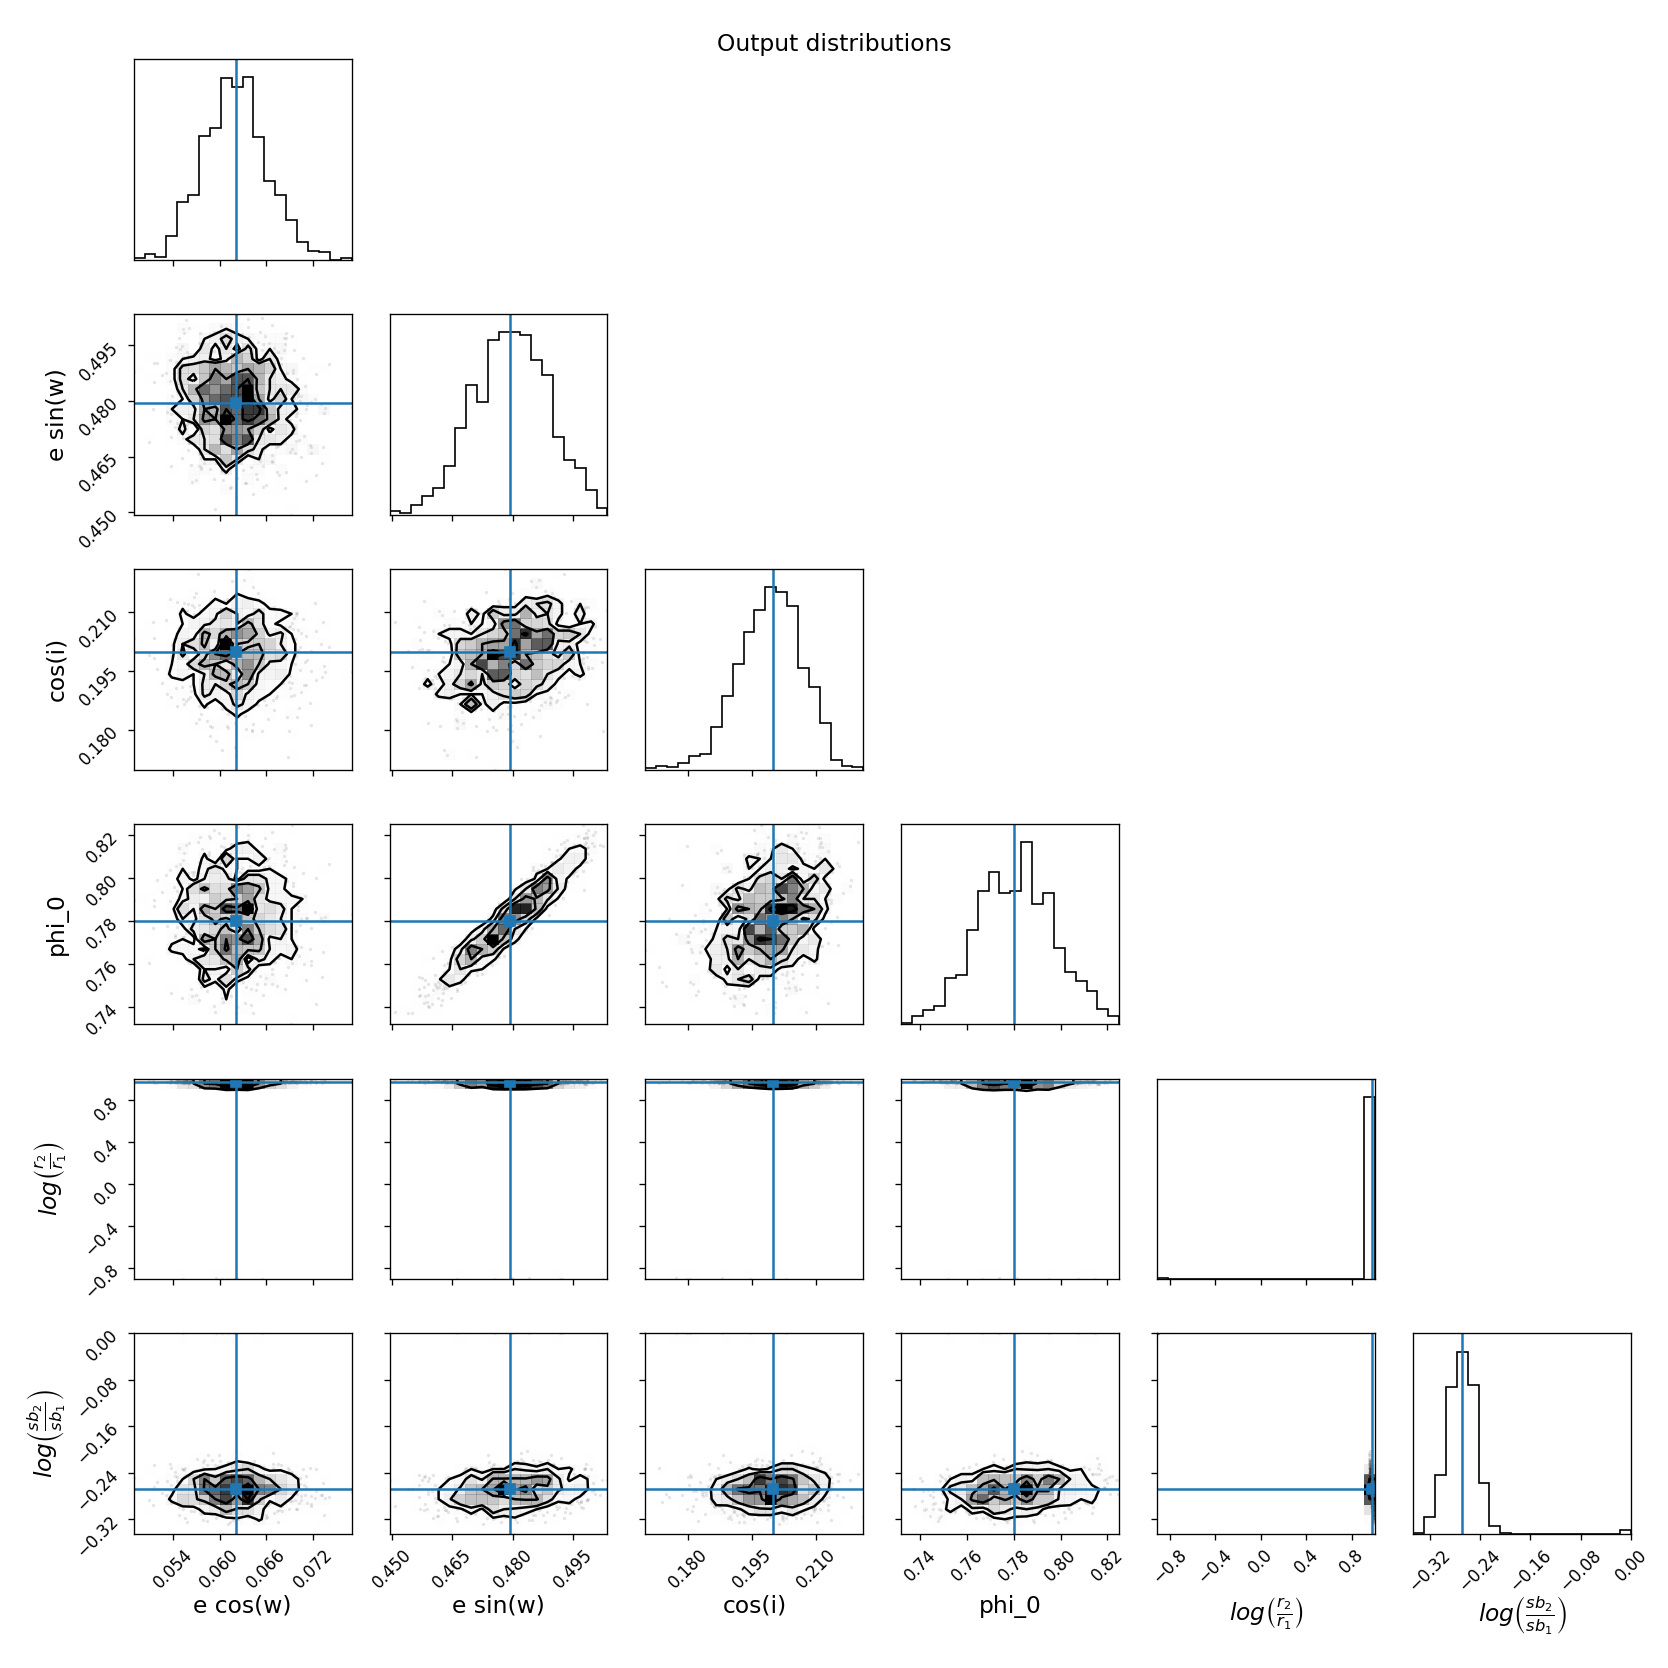 Output distributions
e sin(w)
0.495
0.480
0.465
0.450
cos(i)
0.210
0.195
0.180
phi_0
0.82
0.80
0.78
0.76
0.74
log(r₂/r₁)
0.8
0.4
0.0
−0.4
−0.8
log(sb₂/sb₁)
0.00
−0.08
−0.16
−0.24
−0.32
0.054 0.060 0.066 0.072
0.450 0.465 0.480 0.495
0.180 0.195 0.210
0.74 0.76 0.78 0.80 0.82
−0.8 −0.4 0.0 0.4 0.8
−0.32 −0.24 −0.16 −0.08 0.00
e cos(w)
e sin(w)
cos(i)
phi_0
log(r₂/r₁)
log(sb₂/sb₁)